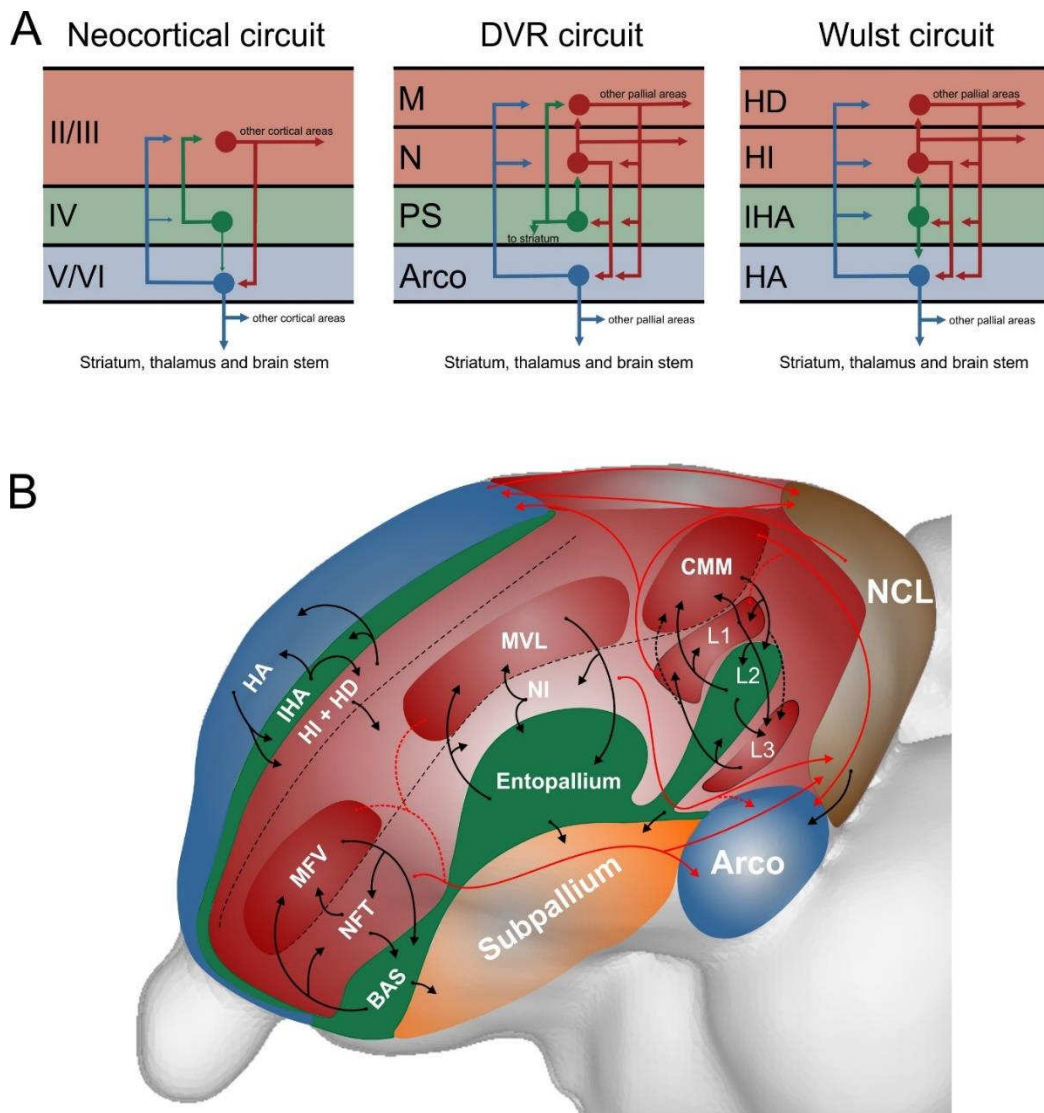 A
Neocortical circuit
DVR circuit
Wulst circuit
II/III
other cortical areas
IV
V/VI
other cortical areas
Striatum, thalamus and brain stem
M
other pallial areas
N
PS
to striatum
Arco
other pallial areas
Striatum, thalamus and brain stem
HD
other pallial areas
HI
IHA
HA
other pallial areas
Striatum, thalamus and brain stem
B
CMM
NCL
MVL
L1
HA
IHA
HI + HD
NI
L2
L3
Entopallium
MFV
NFT
BAS
Subpallium
Arco